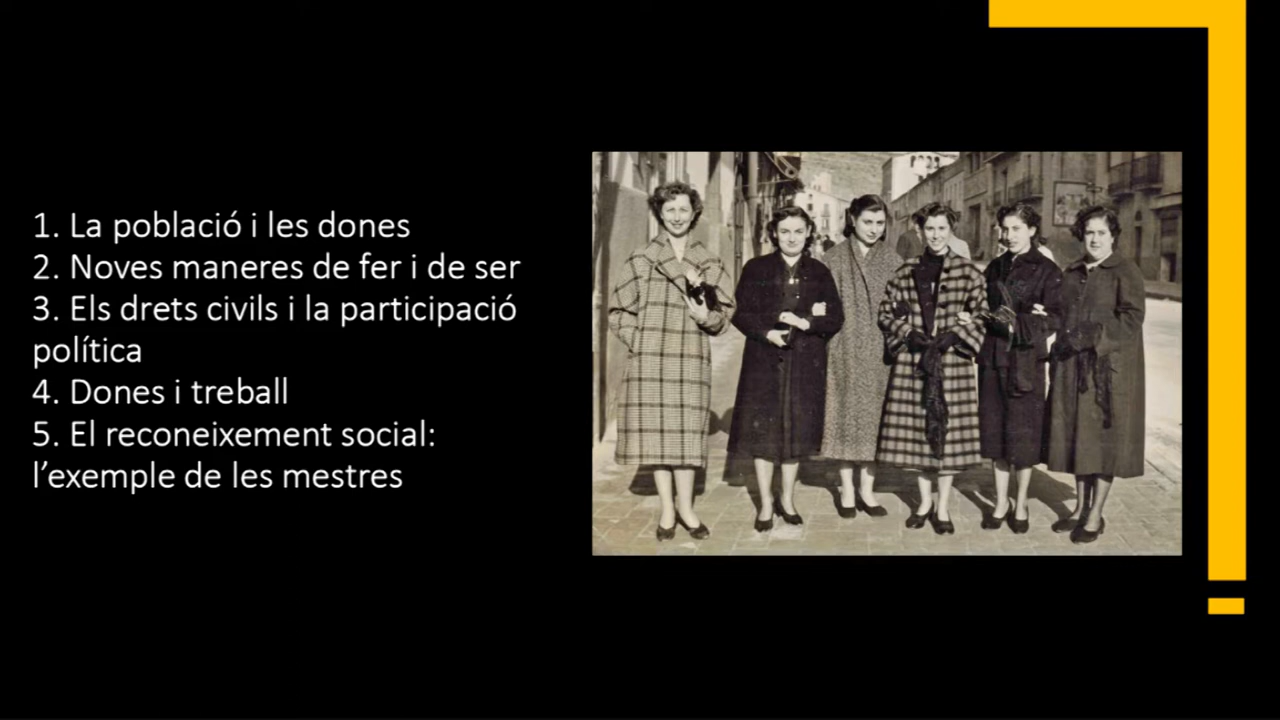 1. La població i les dones
2. Noves maneres de fer i de ser
3. Els drets civils i la participació
política
4. Dones i treball
5. El reconeixement social:
l’exemple de les mestres